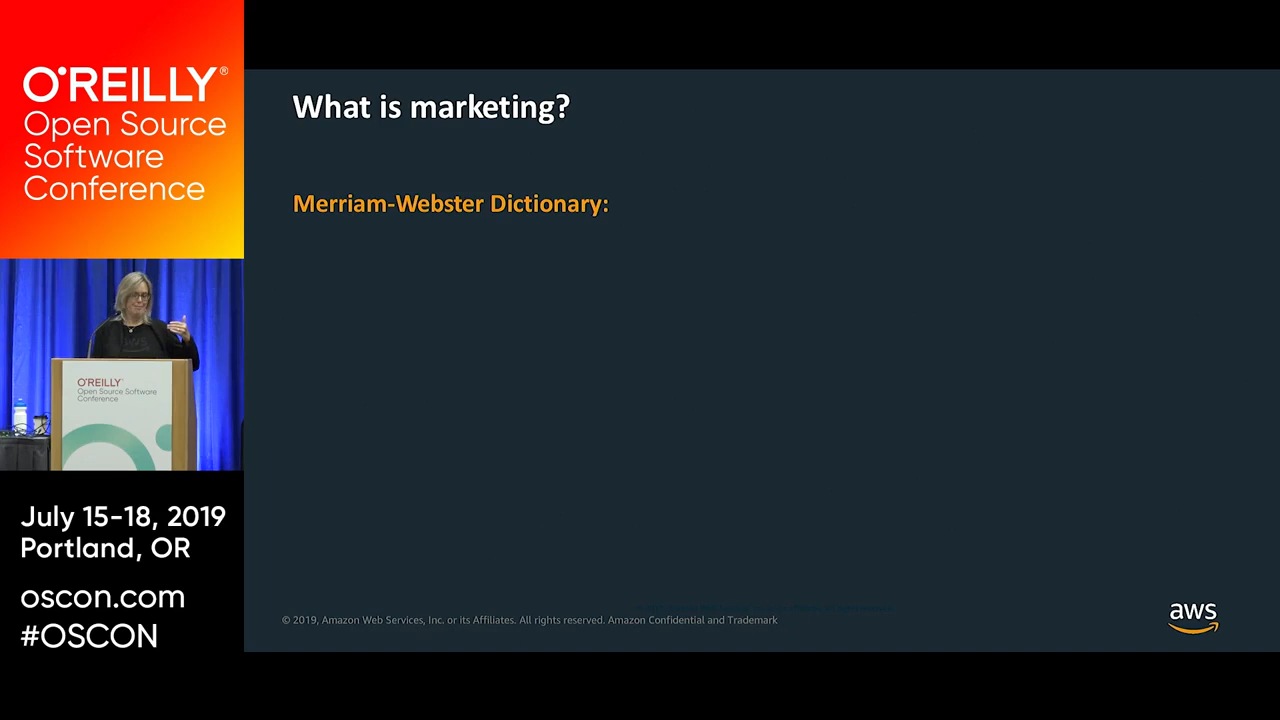 O'REILLY®
Open Source
Software
Conference
What is marketing?
Merriam-Webster Dictionary:
aws
O'REILLY
Open Source Software
Conference
July 15-18, 2019
Portland, OR
oscon.com
#OSCON
© 2019, Amazon Web Services, Inc. or its Affiliates. All rights reserved. Amazon Confidential and Trademark
aws